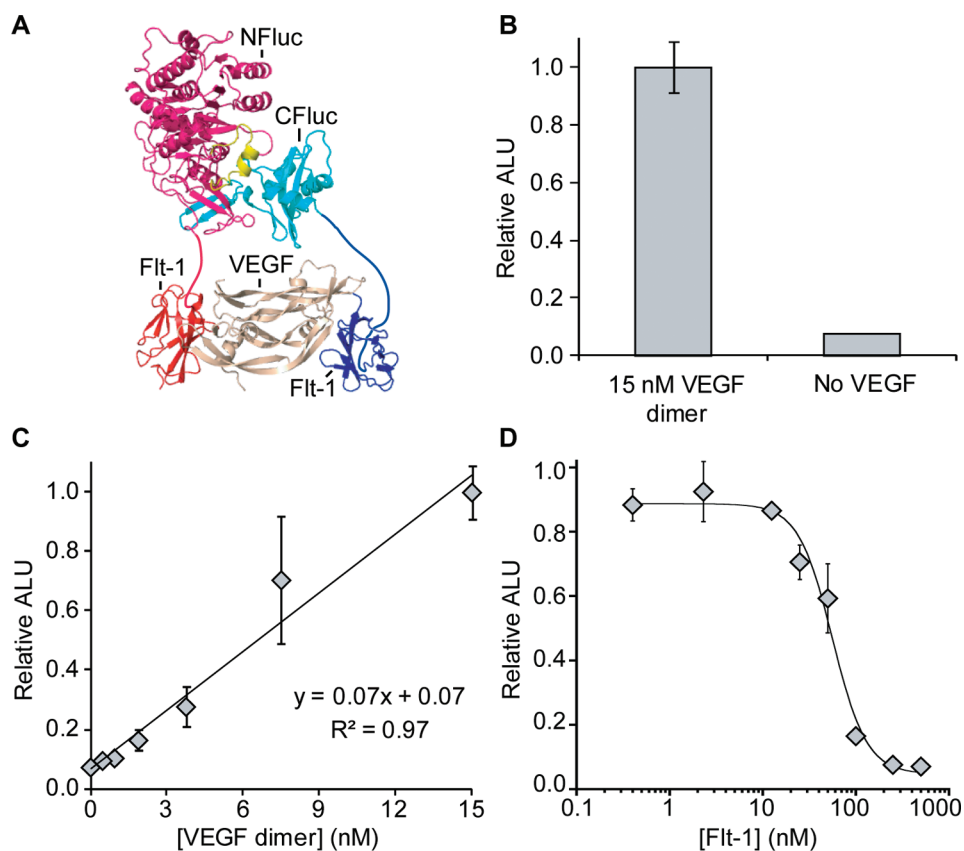 A
NFluc
CFluc
Flt-1
VEGF
Flt-1
B
Relative ALU
1.0
0.8
0.6
0.4
0.2
0.0
15 nM VEGF
dimer
No VEGF
C
Relative ALU
1.0
0.8
0.6
0.4
0.2
0.0
y = 0.07x + 0.07
R² = 0.97
0
3
6
9
12
15
[VEGF dimer] (nM)
D
Relative ALU
1.0
0.8
0.6
0.4
0.2
0.0
0.1
1
10
100
1000
[Flt-1] (nM)